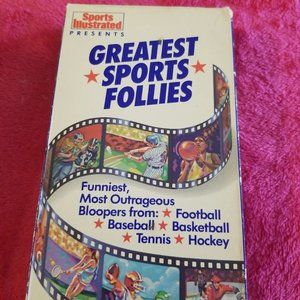 Sports
Illustrated
PRESENTS
GREATEST
★ SPORTS ★
FOLLIES
Funniest,
Most Outrageous
Bloopers from: ★ Football
★ Baseball ★ Basketball
★ Tennis ★ Hockey